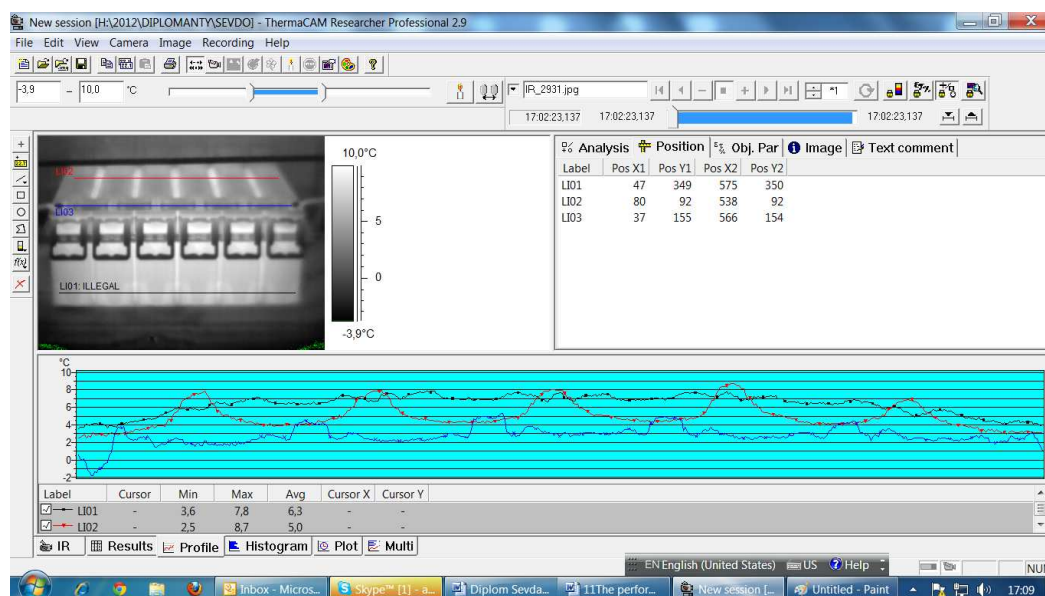 New session [H:\2012\DIPLOMANTY\SEVDO] - ThermaCAM Researcher Professional 2.9
File Edit View Camera Image Recording Help
-3,9 - 10,0 °C
IR_2931.jpg
17:02:23,137 17:02:23,137 17:02:23,137
10,0°C
5
0
-3,9°C
LI02
LI03
LI01: ILLEGAL
Analysis Position Obj. Par Image Text comment
Label Pos X1 Pos Y1 Pos X2 Pos Y2
LI01 47 349 575 350
LI02 80 92 538 92
LI03 37 155 566 154
°C
10
8
6
4
2
0
-2
Label Cursor Min Max Avg Cursor X Cursor Y
LI01 - 3,6 7,8 6,3 - -
LI02 - 2,5 8,7 5,0 - -
IR Results Profile Histogram Plot Multi
EN English (United States) US Help
NU
Inbox - Micros... Skype™ [1] - a... Diplom Sevda... 11The perfor... New session [... Untitled - Paint 17:09